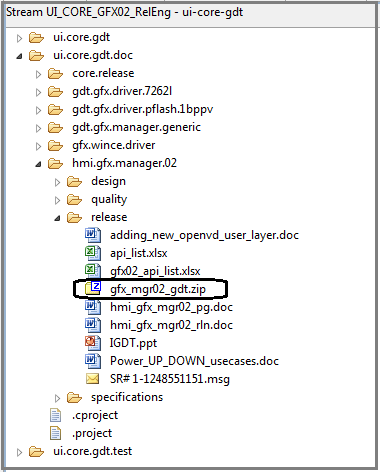 Stream UI_CORE_GFX02_RelEng - ui-core-gdt
ui.core.gdt
ui.core.gdt.doc
core.release
gdt.gfx.driver.7262l
gdt.gfx.driver.pflash.1bppv
gdt.gfx.manager.generic
gfx.wince.driver
hmi.gfx.manager.02
design
quality
release
adding_new_openvd_user_layer.doc
api_list.xlsx
gfx02_api_list.xlsx
gfx_mgr02_gdt.zip
hmi_gfx_mgr02_pg.doc
hmi_gfx_mgr02_rln.doc
IGDT.ppt
Power_UP_DOWN_usecases.doc
SR# 1-1248551151.msg
specifications
.cproject
.project
ui.core.gdt.test